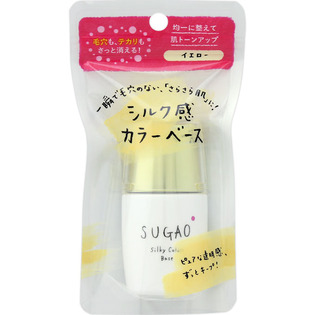 毛穴も、テカリも
さっと消える!
均一に整えて
肌トーンアップ
イエロー
一瞬で毛穴のない、「さらさら肌」に!
シルク感
カラーベース
SUGAO
Silky Color
Base
ピュアな透明感、
ずっとキープ!